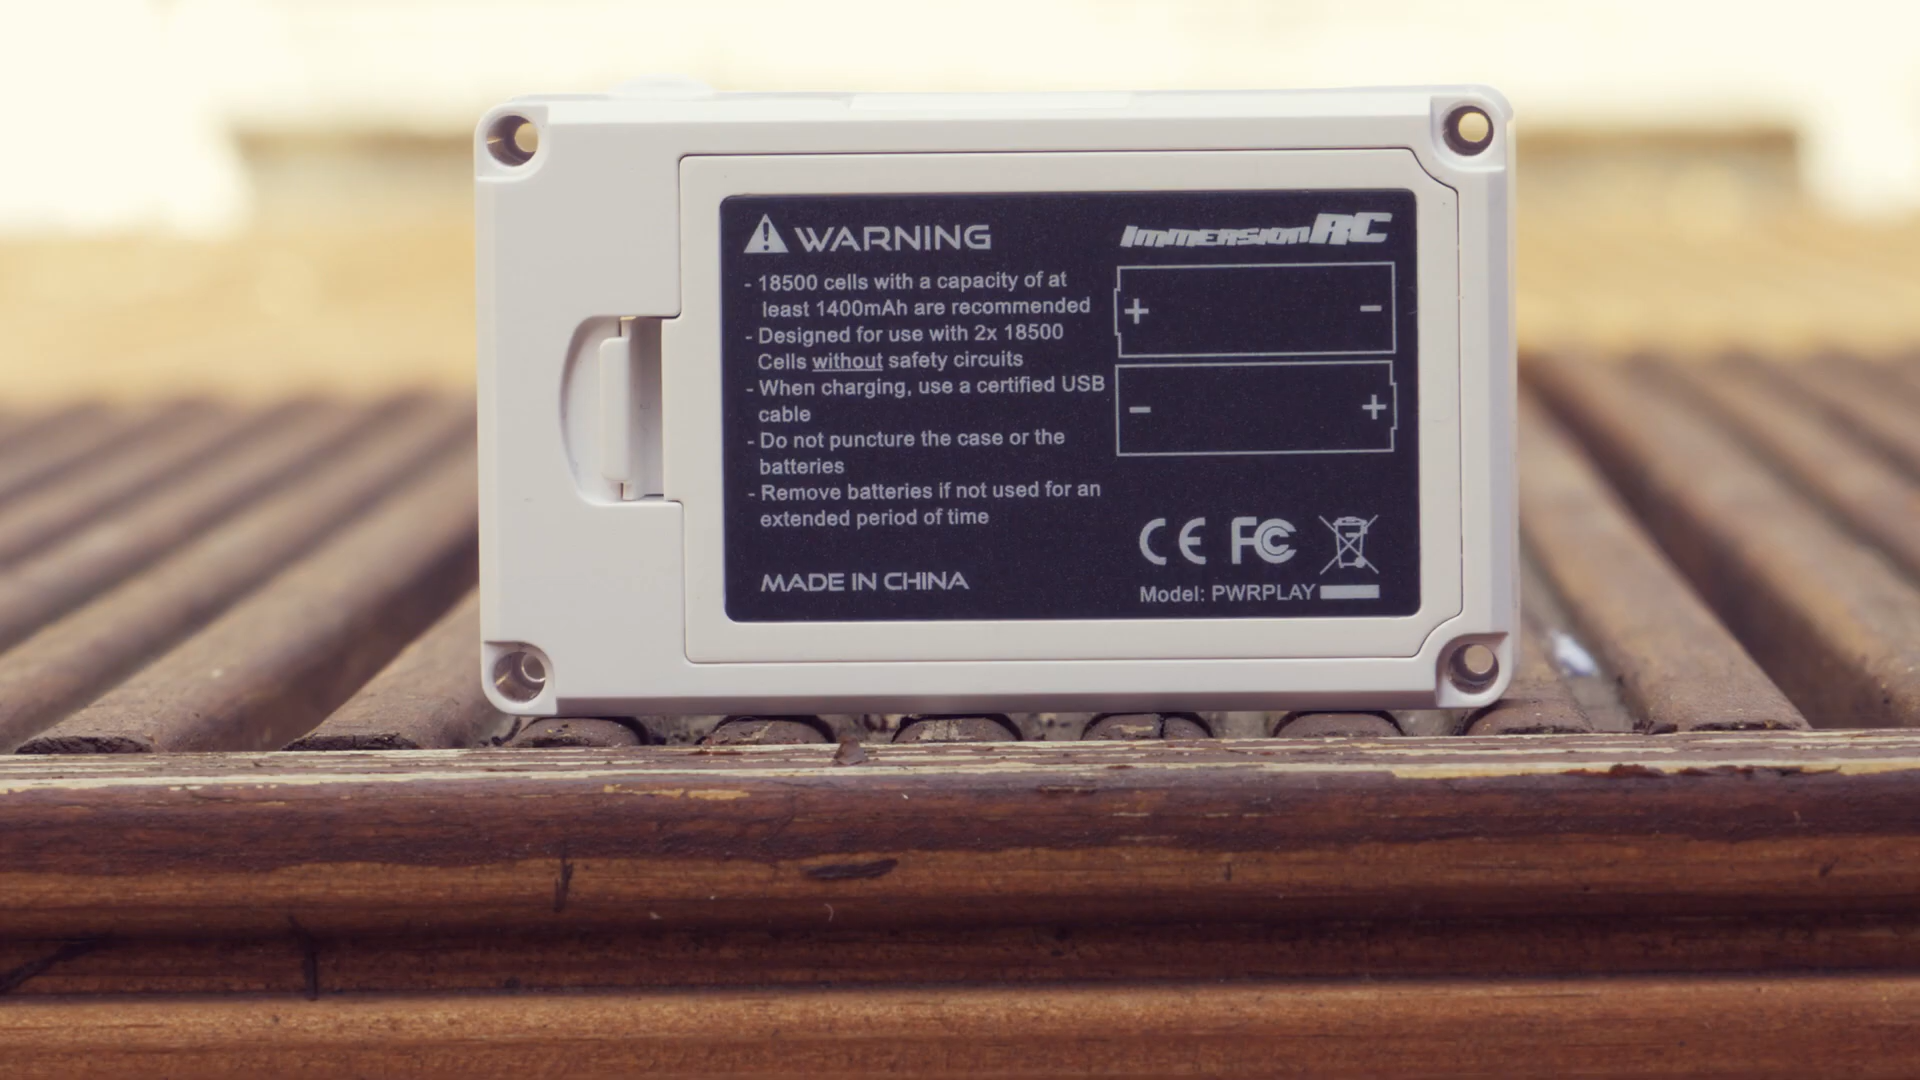 WARNING
- 18500 cells with a capacity of at
least 1400mAh are recommended
- Designed for use with 2x 18500
Cells without safety circuits
- When charging, use a certified USB
cable
- Do not puncture the case or the
batteries
- Remove batteries if not used for an
extended period of time
MADE IN CHINA
ImmersionRC
+ −
− +
CE FC
Model: PWRPLAY